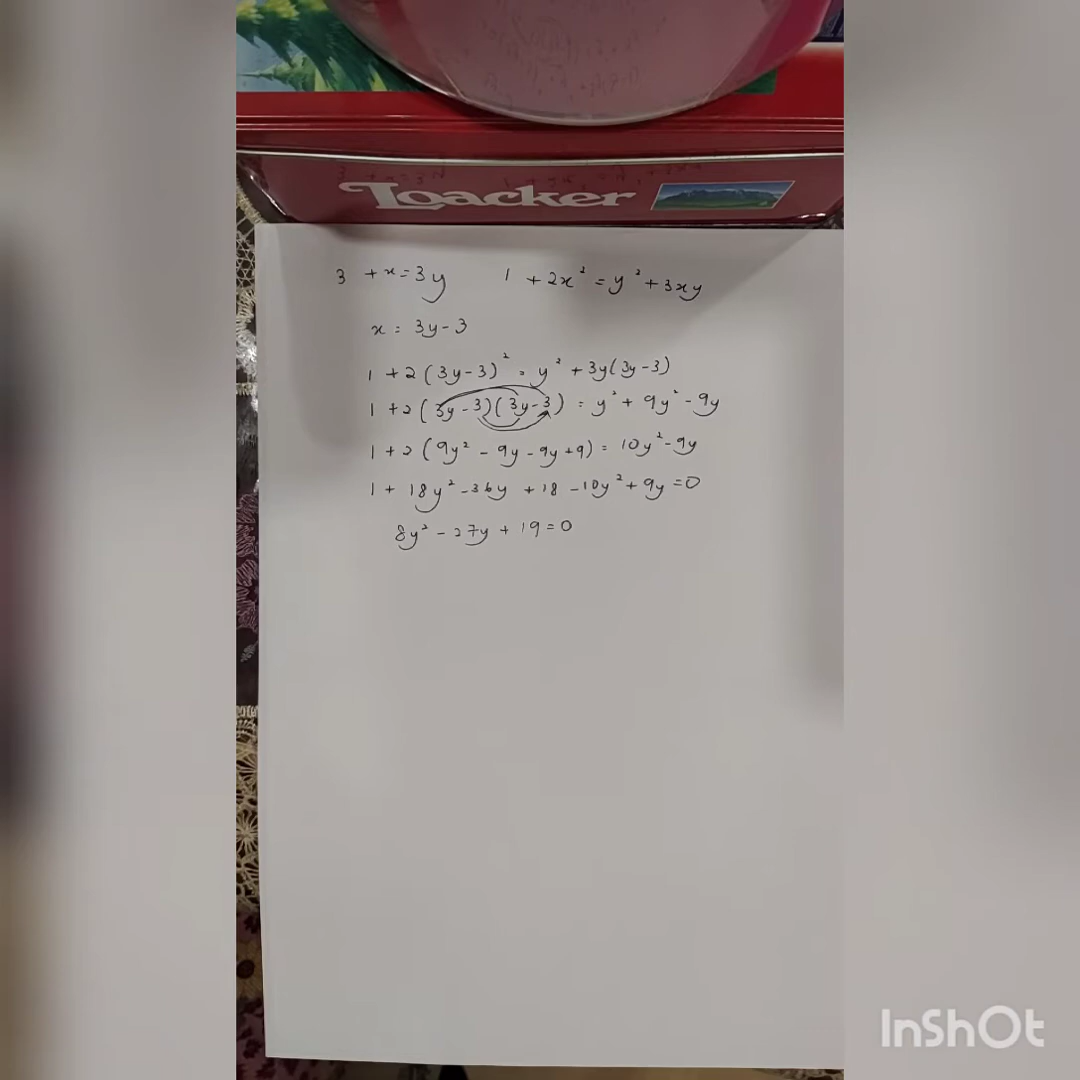 Loacker
3 + x = 3y 1 + 2x² = y² + 3xy
x = 3y - 3
1 + 2 (3y - 3)² = y² + 3y(3y - 3)
1 + 2 (3y - 3)(3y - 3) = y² + 9y² - 9y
1 + 2 (9y² - 9y - 9y + 9) = 10y² - 9y
1 + 18y² - 36y + 18 - 10y² + 9y = 0
8y² - 27y + 19 = 0
InShOt